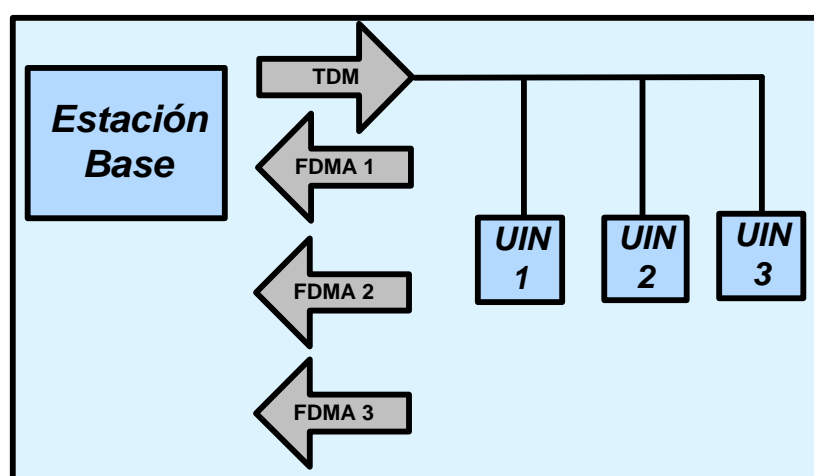 Estación
Base
TDM
FDMA 1
FDMA 2
FDMA 3
UIN
1
UIN
2
UIN
3